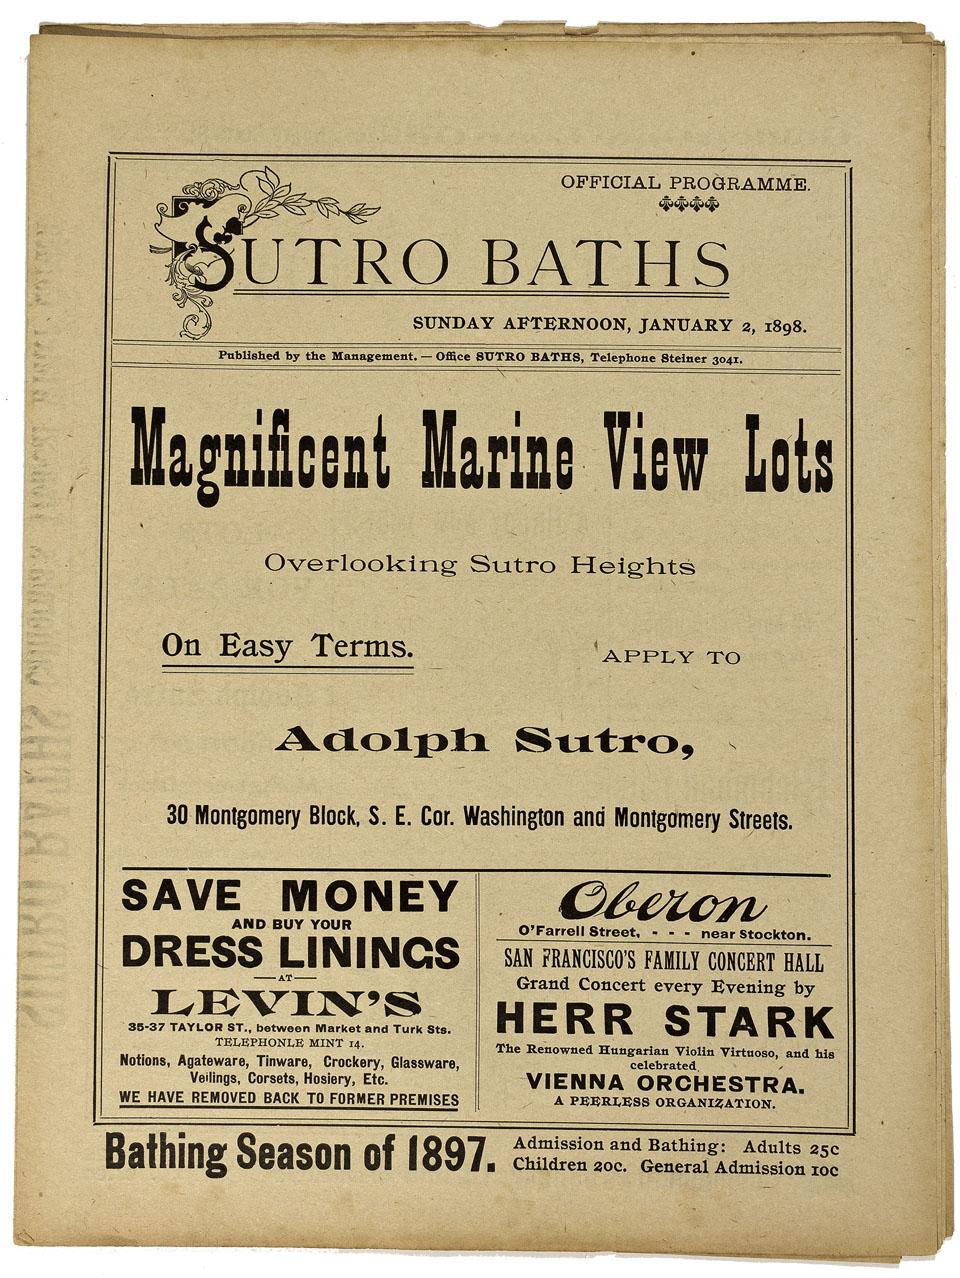 OFFICIAL PROGRAMME.
SUTRO BATHS
SUNDAY AFTERNOON, JANUARY 2, 1898.
Published by the Management. — Office SUTRO BATHS, Telephone Steiner 3041.
Magnificent Marine View Lots
Overlooking Sutro Heights
On Easy Terms. APPLY TO
Adolph Sutro,
30 Montgomery Block, S. E. Cor. Washington and Montgomery Streets.
SAVE MONEY
AND BUY YOUR
DRESS LININGS
—AT—
LEVIN'S
35-37 TAYLOR ST., between Market and Turk Sts.
TELEPHONLE MINT 14.
Notions, Agateware, Tinware, Crockery, Glassware,
Veilings, Corsets, Hosiery, Etc.
WE HAVE REMOVED BACK TO FORMER PREMISES
Oberon
O'Farrell Street, - - - near Stockton.
SAN FRANCISCO'S FAMILY CONCERT HALL
Grand Concert every Evening by
HERR STARK
The Renowned Hungarian Violin Virtuoso, and his
celebrated
VIENNA ORCHESTRA.
A PEERLESS ORGANIZATION.
Bathing Season of 1897.
Admission and Bathing: Adults 25c
Children 20c. General Admission 10c